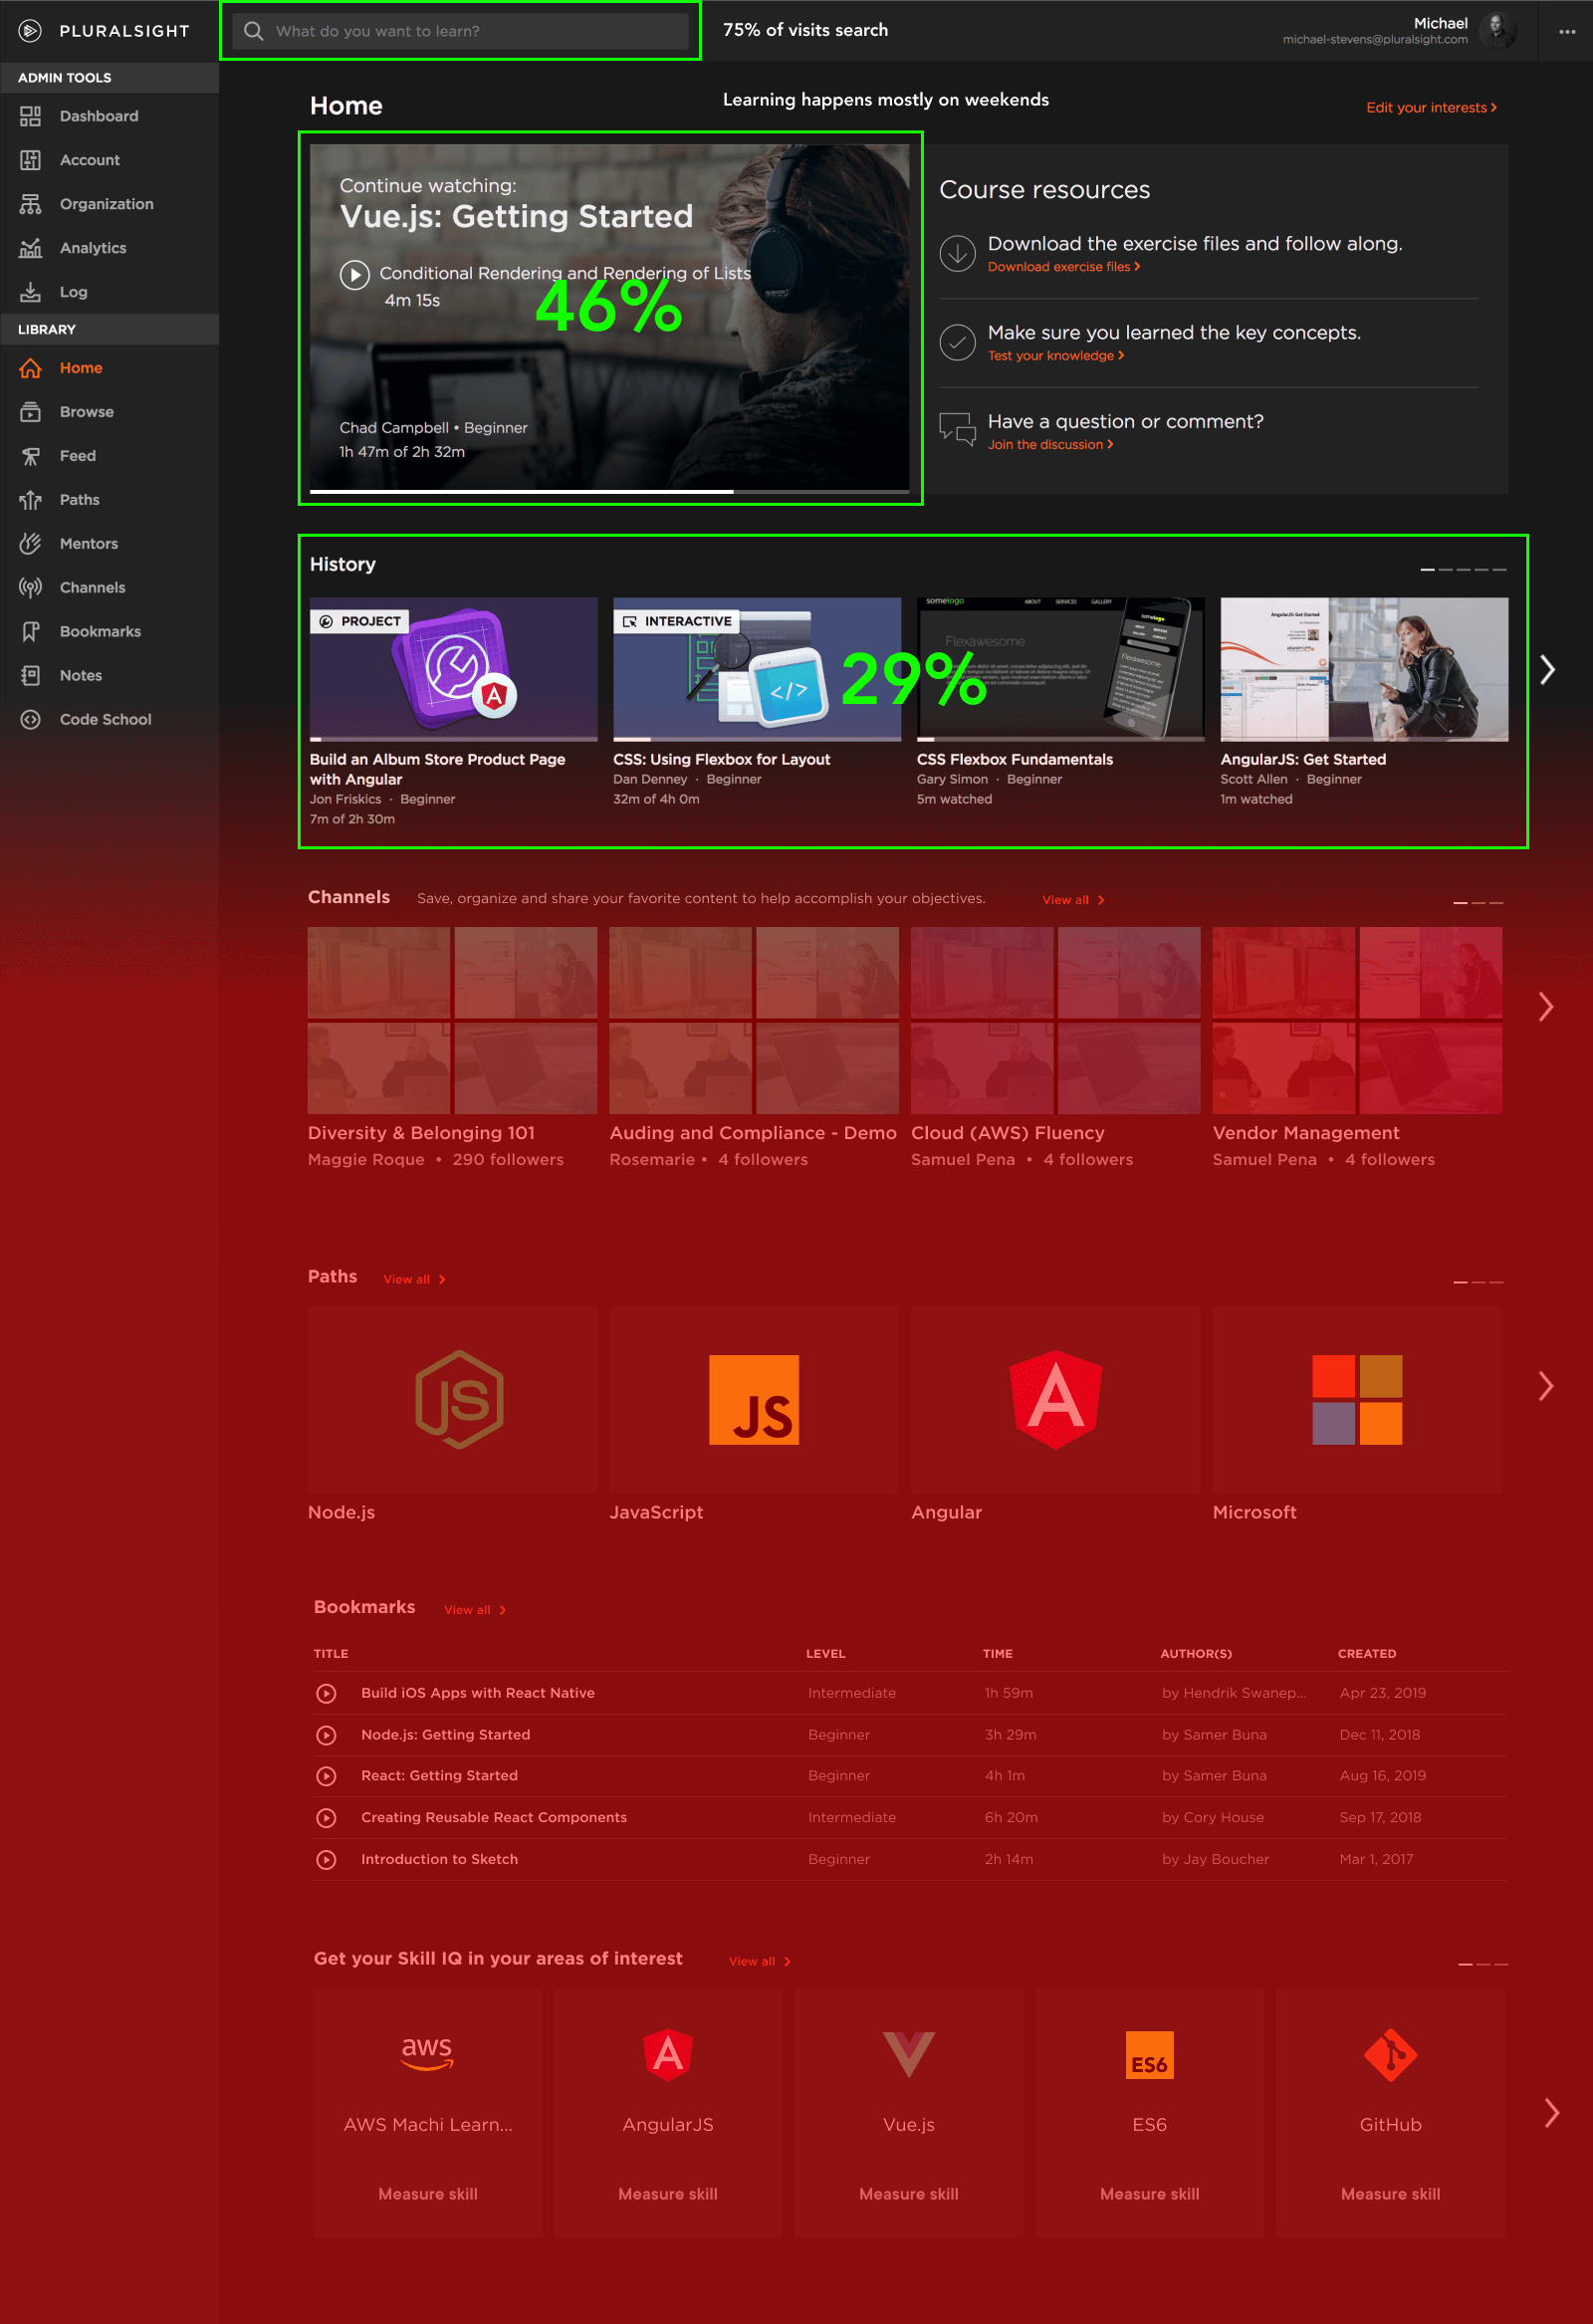 PLURALSIGHT
What do you want to learn?
75% of visits search
Michael
michael-stevens@pluralsight.com
ADMIN TOOLS
Dashboard
Account
Organization
Analytics
Log
LIBRARY
Home
Browse
Feed
Paths
Mentors
Channels
Bookmarks
Notes
Code School
Home
Learning happens mostly on weekends
Edit your interests
Continue watching:
Vue.js: Getting Started
Conditional Rendering and Rendering of Lists
4m 15s
46%
Chad Campbell • Beginner
1h 47m of 2h 32m
Course resources
Download the exercise files and follow along.
Download exercise files
Make sure you learned the key concepts.
Test your knowledge
Have a question or comment?
Join the discussion
History
PROJECT
Build an Album Store Product Page
with Angular
Jon Friskics · Beginner
7m of 2h 30m
INTERACTIVE
</>
CSS: Using Flexbox for Layout
Dan Denney · Beginner
32m of 4h 0m
29%
somelogo
ABOUT SERVICES GALLERY
Flexawesome
CSS Flexbox Fundamentals
Gary Simon · Beginner
5m watched
AngularJS: Get Started
AngularJS: Get Started
Scott Allen · Beginner
1m watched
Channels Save, organize and share your favorite content to help accomplish your objectives. View all
Diversity & Belonging 101
Maggie Roque • 290 followers
Auding and Compliance - Demo
Rosemarie • 4 followers
Cloud (AWS) Fluency
Samuel Pena • 4 followers
Vendor Management
Samuel Pena • 4 followers
Paths View all
JS
Node.js
JS
JavaScript
Angular
Microsoft
Bookmarks View all
TITLE LEVEL TIME AUTHOR(S) CREATED
Build iOS Apps with React Native Intermediate 1h 59m by Hendrik Swanep... Apr 23, 2019
Node.js: Getting Started Beginner 3h 29m by Samer Buna Dec 11, 2018
React: Getting Started Beginner 4h 1m by Samer Buna Aug 16, 2019
Creating Reusable React Components Intermediate 6h 20m by Cory House Sep 17, 2018
Introduction to Sketch Beginner 2h 14m by Jay Boucher Mar 1, 2017
Get your Skill IQ in your areas of interest View all
aws
AWS Machi Learn...
Measure skill
AngularJS
Measure skill
Vue.js
Measure skill
ES6
ES6
Measure skill
GitHub
Measure skill